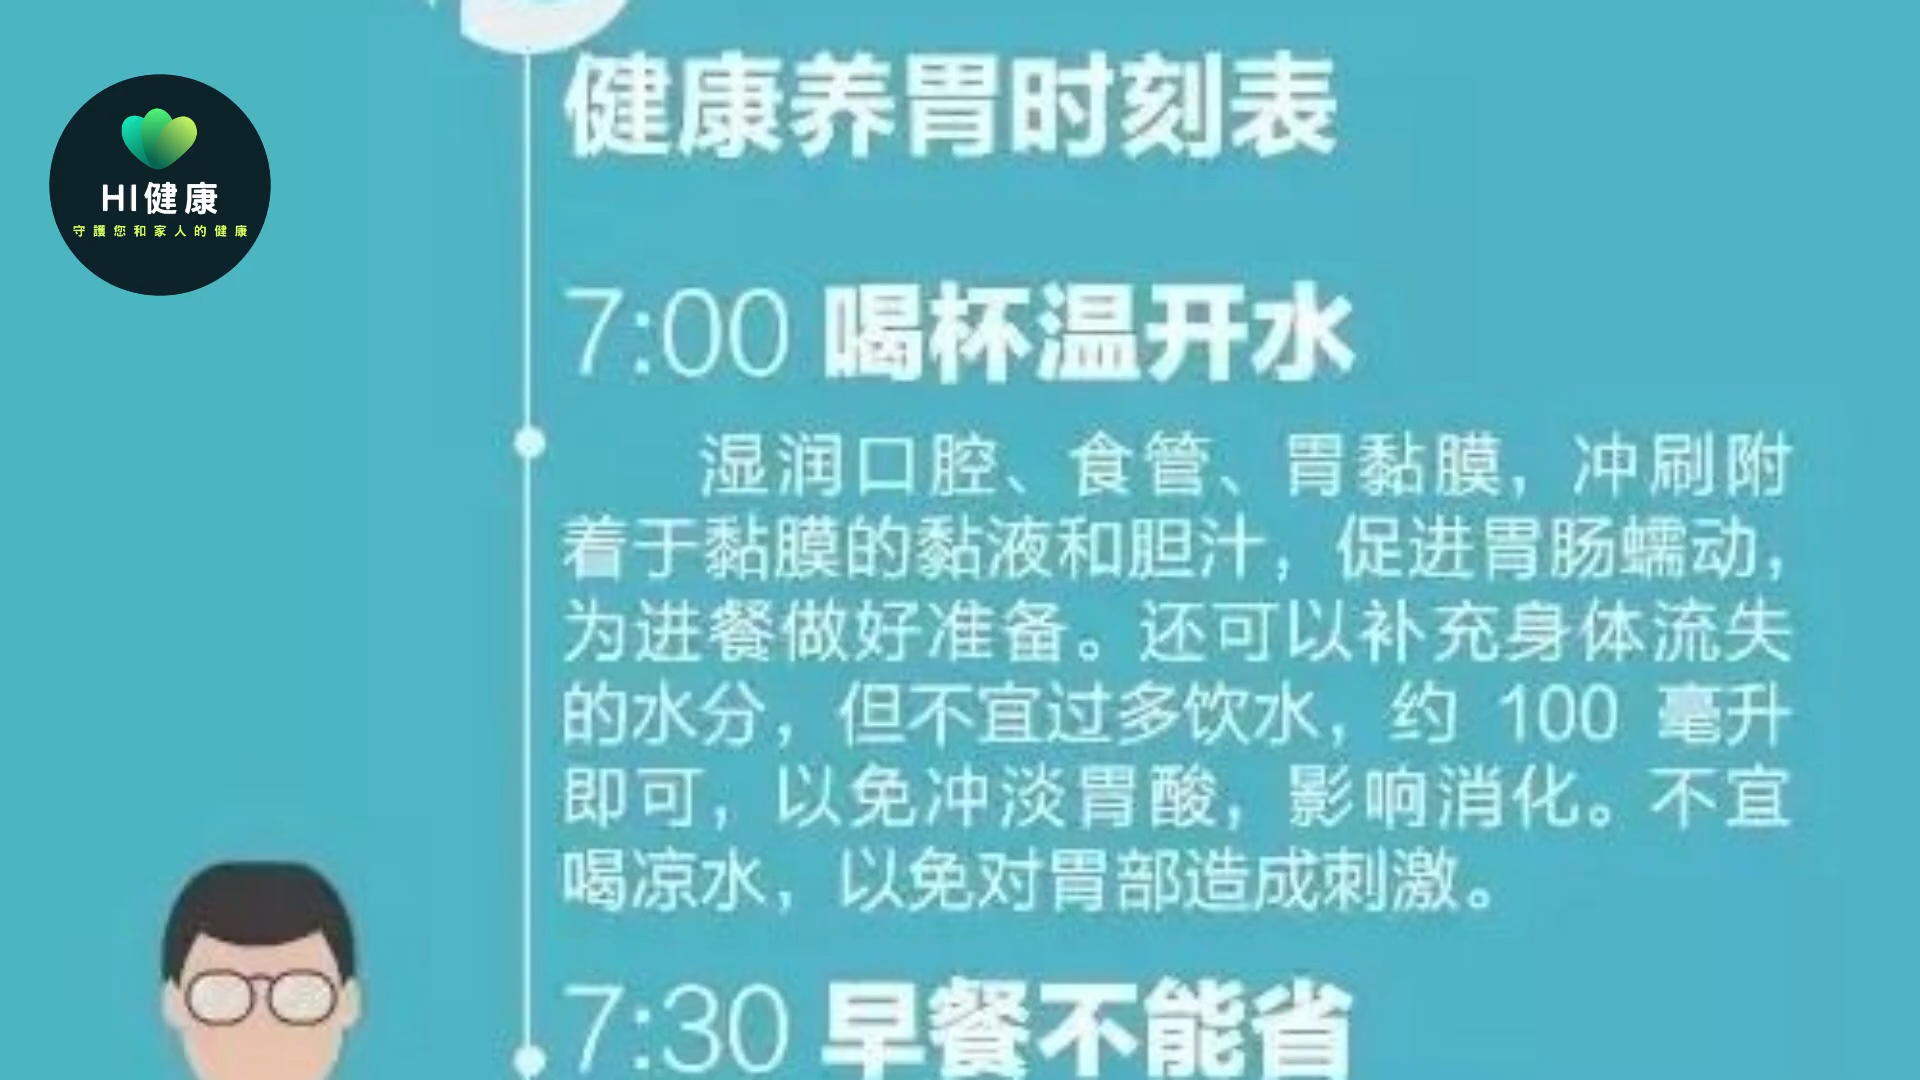 HI健康
守護您和家人的健康
健康养胃时刻表
7:00 喝杯温开水
湿润口腔、食管、胃黏膜，冲刷附
着于黏膜的黏液和胆汁，促进胃肠蠕动，
为进餐做好准备。还可以补充身体流失
的水分，但不宜过多饮水，约 100 毫升
即可，以免冲淡胃酸，影响消化。不宜
喝凉水，以免对胃部造成刺激。
7:30 早餐不能省